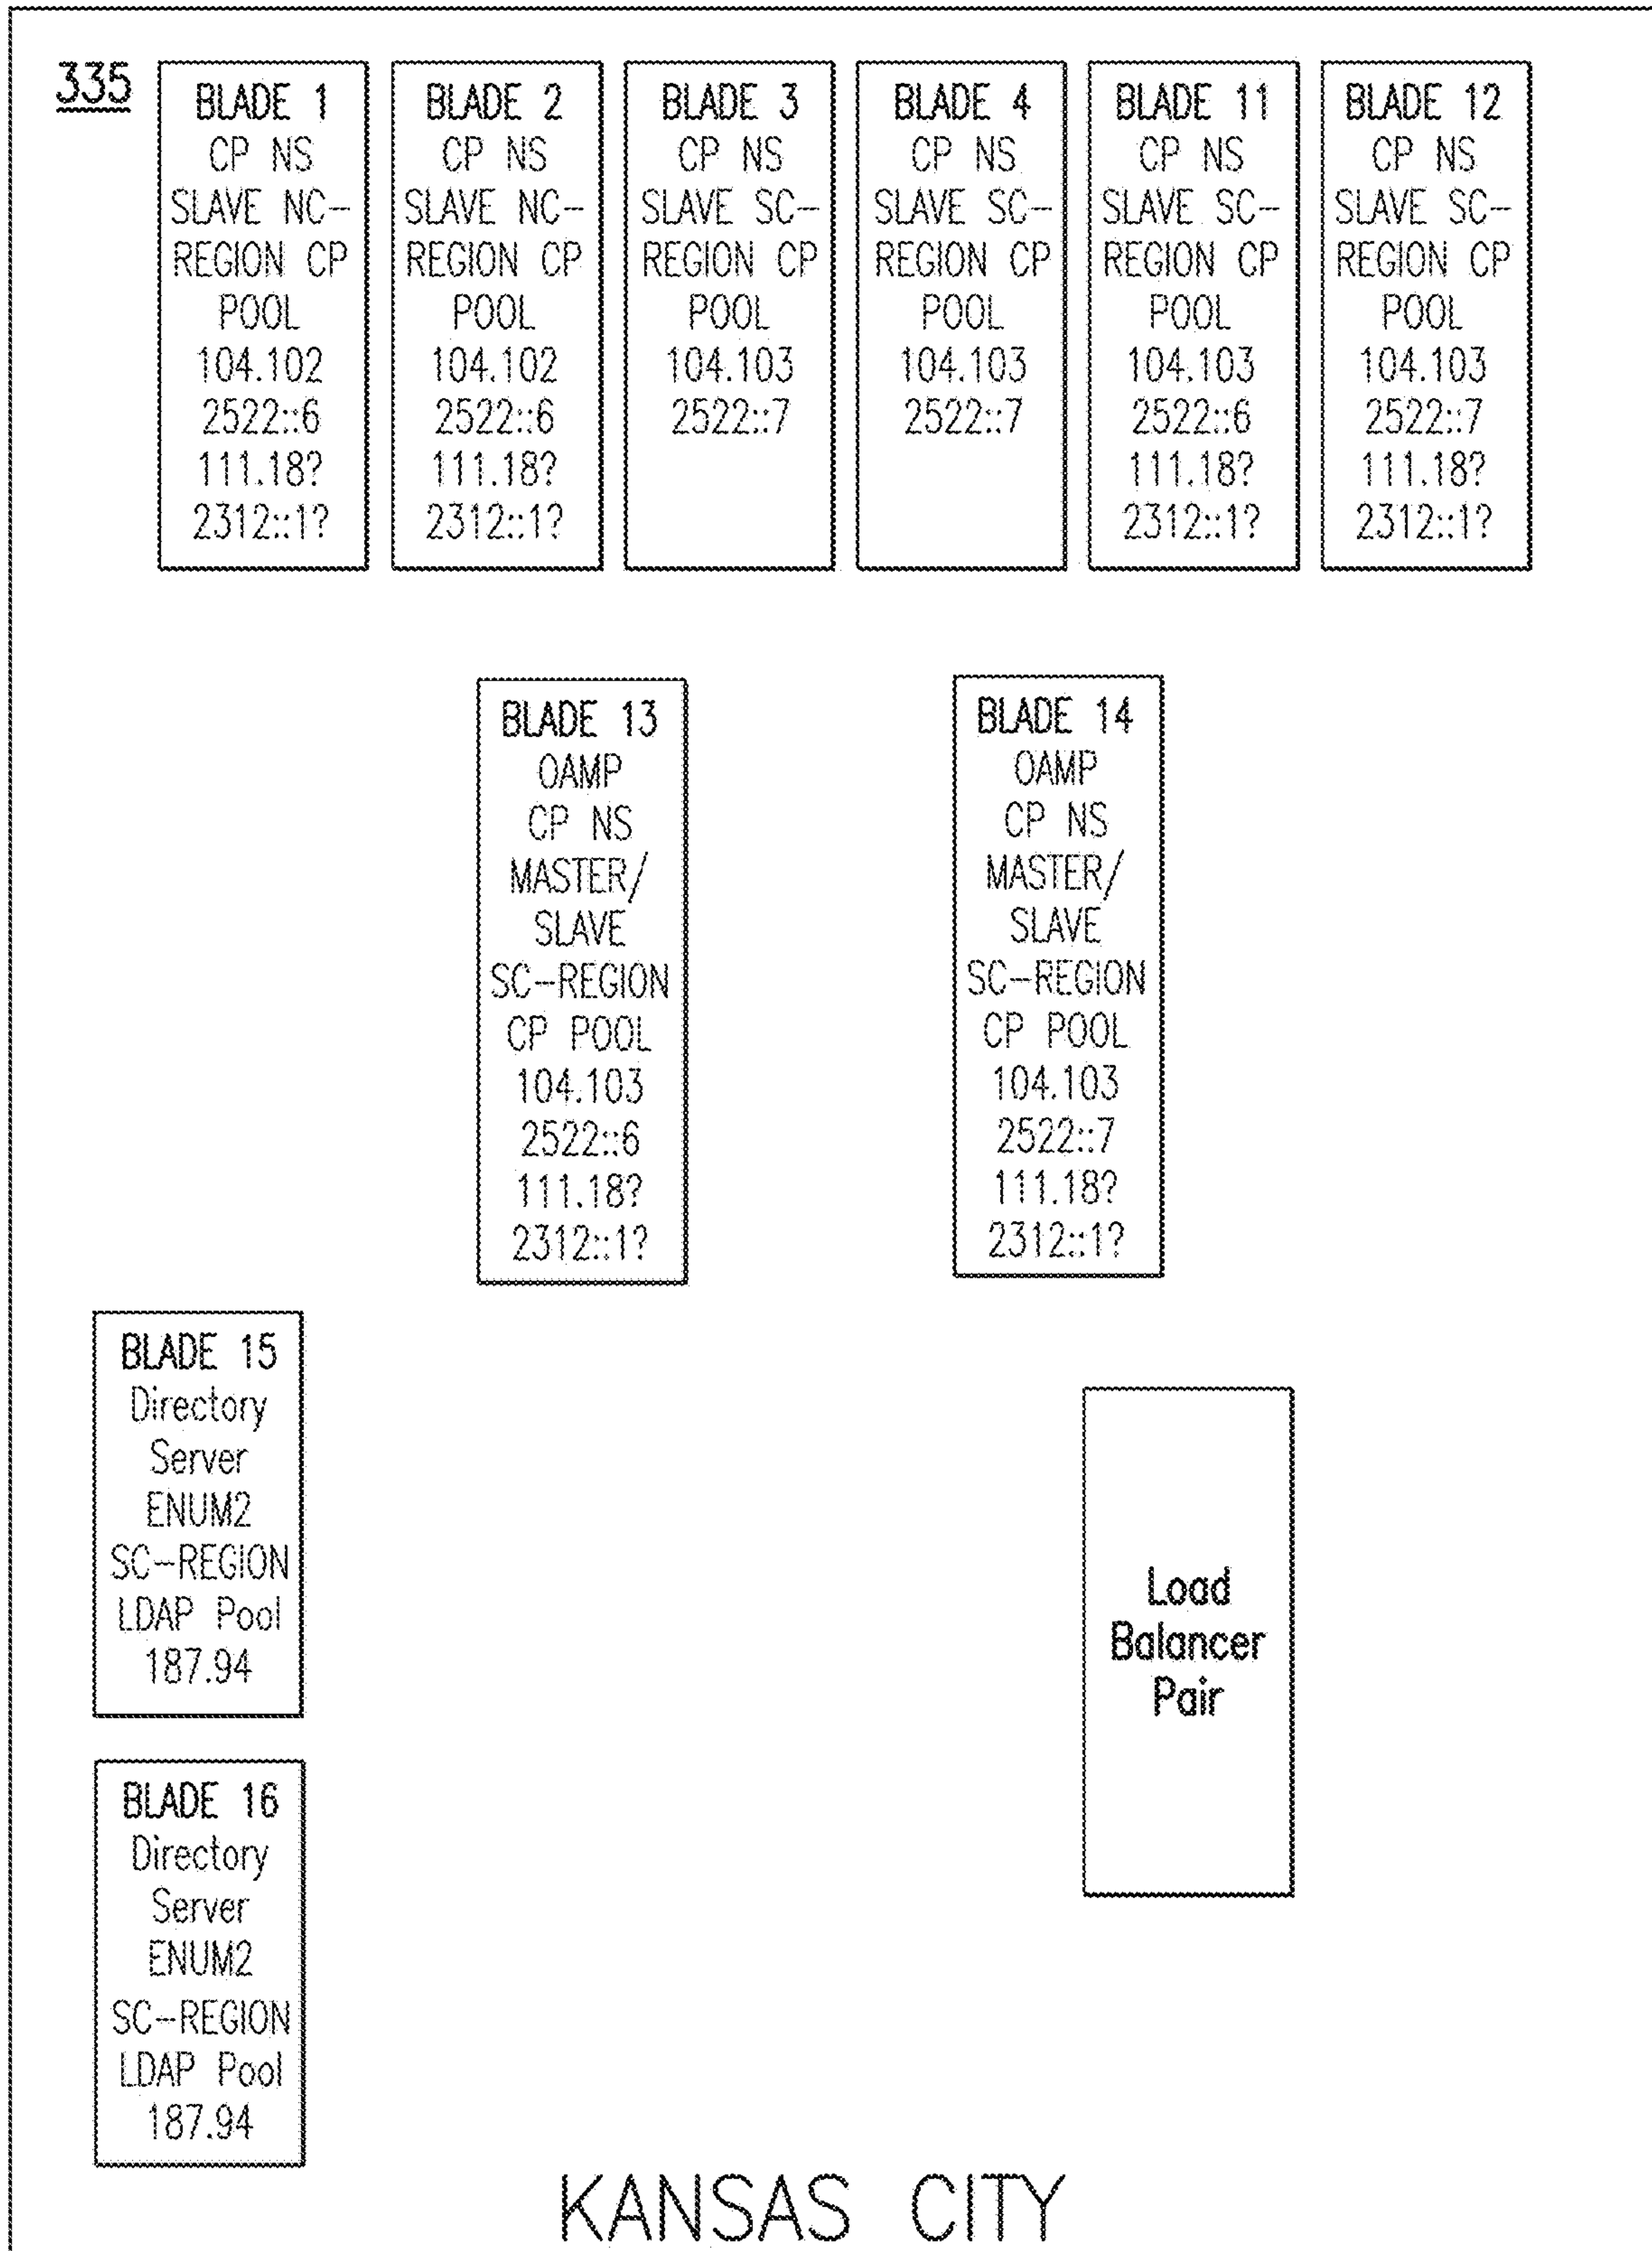 335
BLADE 1
CP NS
SLAVE NC-
REGION CP
POOL
104.102
2522::6
111.18?
2312::1?
BLADE 2
CP NS
SLAVE NC-
REGION CP
POOL
104.102
2522::6
111.18?
2312::1?
BLADE 3
CP NS
SLAVE SC-
REGION CP
POOL
104.103
2522::7
BLADE 4
CP NS
SLAVE SC-
REGION CP
POOL
104.103
2522::7
BLADE 11
CP NS
SLAVE SC-
REGION CP
POOL
104.103
2522::6
111.18?
2312::1?
BLADE 12
CP NS
SLAVE SC-
REGION CP
POOL
104.103
2522::7
111.18?
2312::1?
BLADE 13
OAMP
CP NS
MASTER/
SLAVE
SC-REGION
CP POOL
104.103
2522::6
111.18?
2312::1?
BLADE 14
OAMP
CP NS
MASTER/
SLAVE
SC-REGION
CP POOL
104.103
2522::7
111.18?
2312::1?
BLADE 15
Directory
Server
ENUM2
SC-REGION
LDAP Pool
187.94
Load
Balancer
Pair
BLADE 16
Directory
Server
ENUM2
SC-REGION
LDAP Pool
187.94
KANSAS CITY